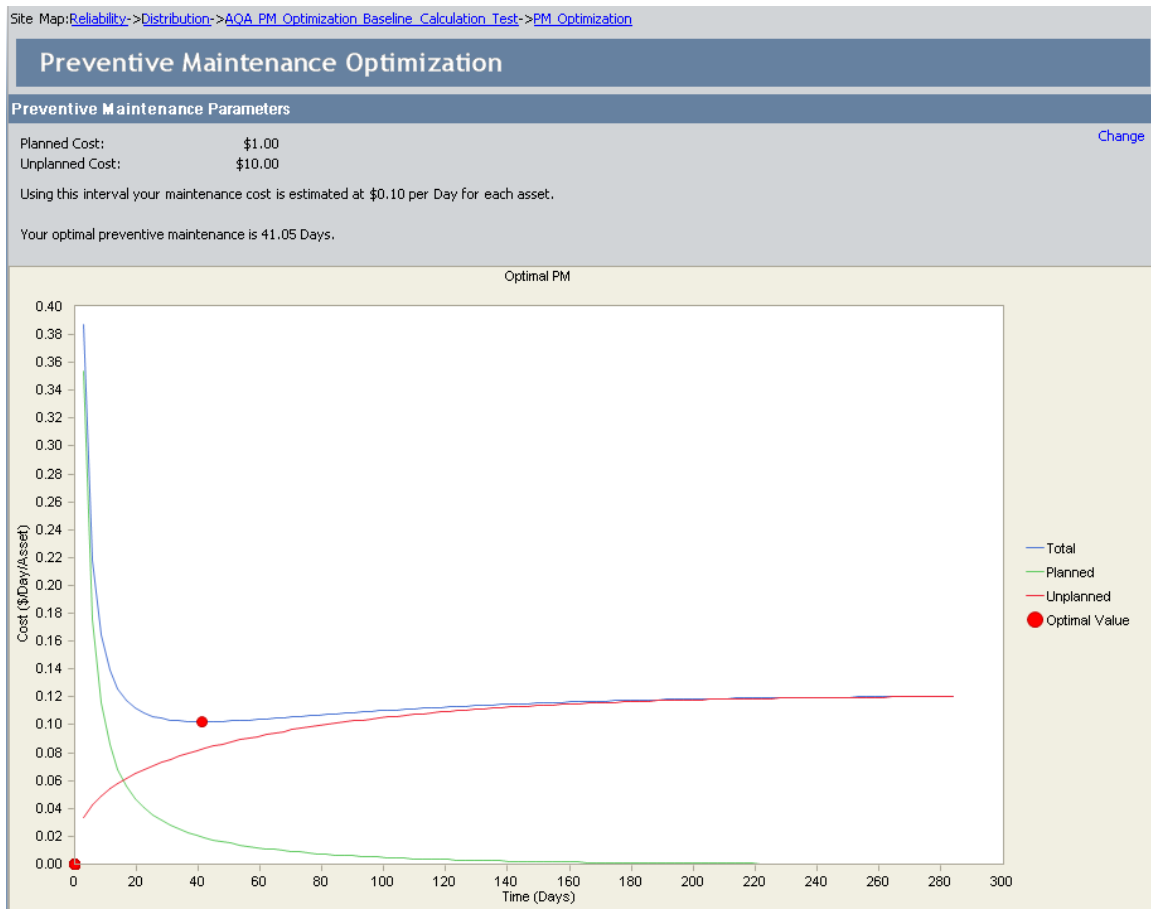 Site Map:Reliability->Distribution->AQA PM Optimization Baseline Calculation Test->PM Optimization
Preventive Maintenance Optimization
Preventive Maintenance Parameters
Change
Planned Cost: $1.00
Unplanned Cost: $10.00
Using this interval your maintenance cost is estimated at $0.10 per Day for each asset.
Your optimal preventive maintenance is 41.05 Days.
Optimal PM
0.40
0.38
0.36
0.34
0.32
0.30
0.28
0.26
0.24
0.22
0.20
0.18
0.16
0.14
0.12
0.10
0.08
0.06
0.04
0.02
0.00
Cost ($/Day/Asset)
0 20 40 60 80 100 120 140 160 180 200 220 240 260 280 300
Time (Days)
Total
Planned
Unplanned
Optimal Value